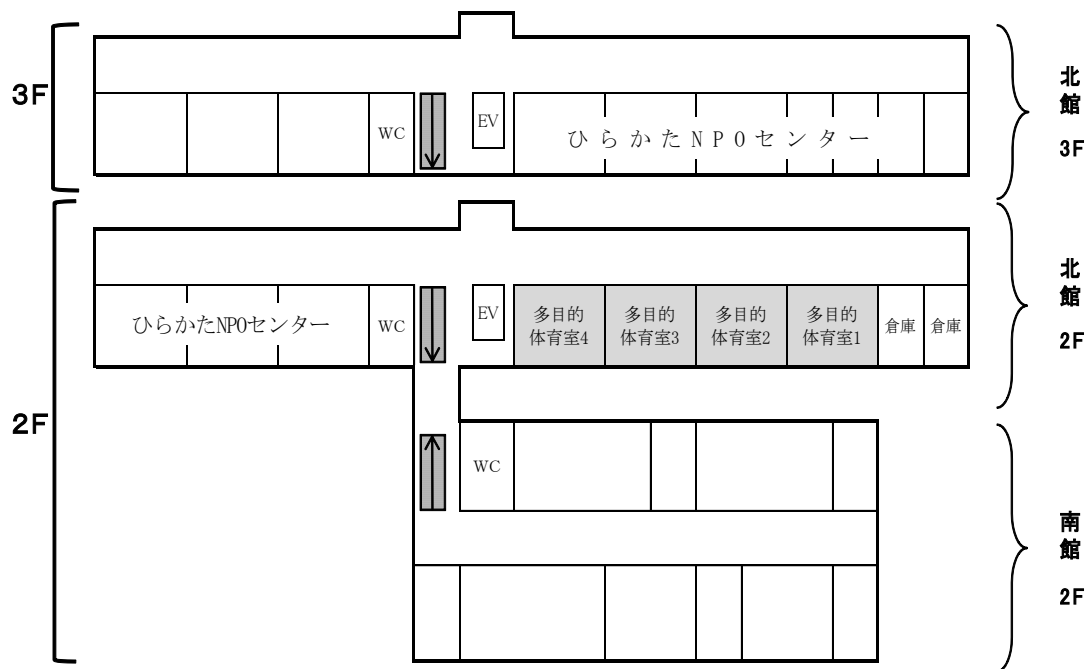 3F
WC
EV
ひらかたNPOセンター
北館
3F
2F
ひらかたNPOセンター
WC
EV
多目的
体育室4
多目的
体育室3
多目的
体育室2
多目的
体育室1
倉庫
倉庫
北館
2F
WC
南館
2F